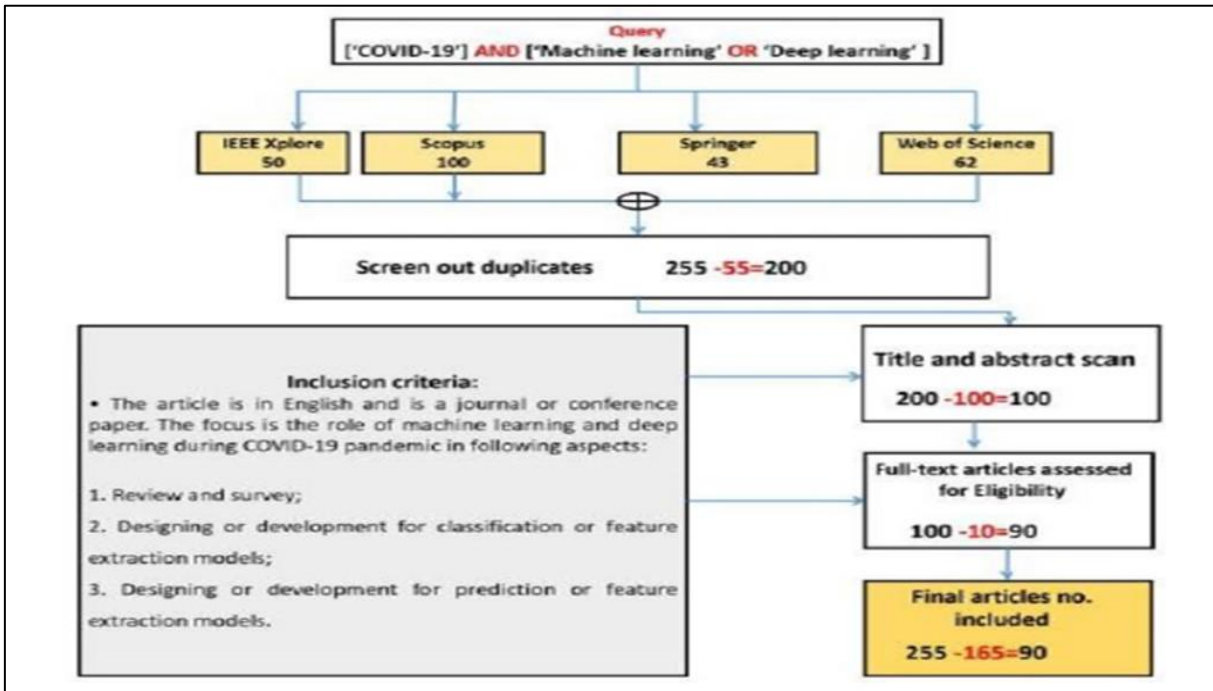 Query
['COVID-19'] AND ['Machine learning' OR 'Deep learning' ]
IEEE Xplore
50
Scopus
100
Springer
43
Web of Science
62
Screen out duplicates 255 -55=200
Inclusion criteria:
• The article is in English and is a journal or conference
paper. The focus is the role of machine learning and deep
learning during COVID-19 pandemic in following aspects:
1. Review and survey;
2. Designing or development for classification or feature
extraction models;
3. Designing or development for prediction or feature
extraction models.
Title and abstract scan
200 -100=100
Full-text articles assessed
for Eligibility
100 -10=90
Final articles no.
included
255 -165=90